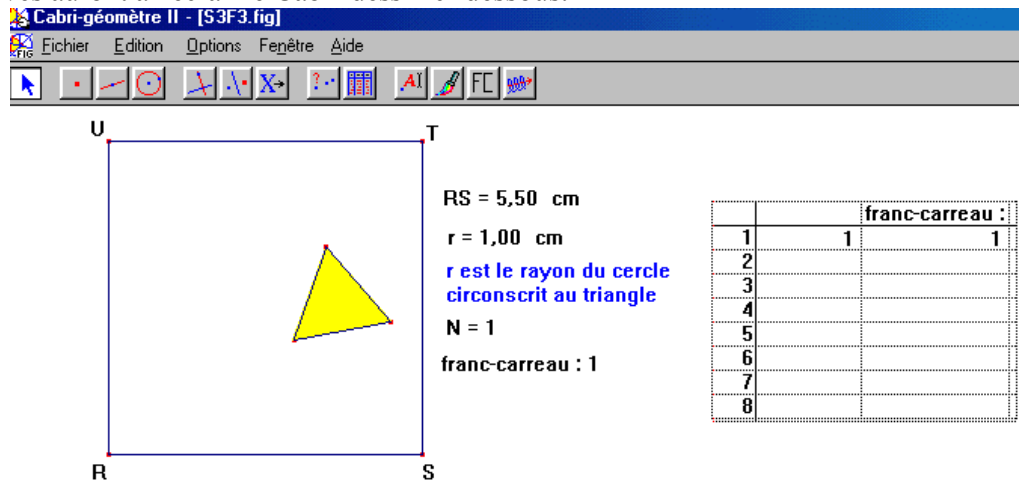 Cabri-géomètre II - [S3F3.fig]
Fichier Edition Options Fenêtre Aide
U
T
RS = 5,50 cm
r = 1,00 cm
r est le rayon du cercle
circonscrit au triangle
N = 1
franc-carreau : 1
R
S
franc-carreau :
1 1 1
2
3
4
5
6
7
8